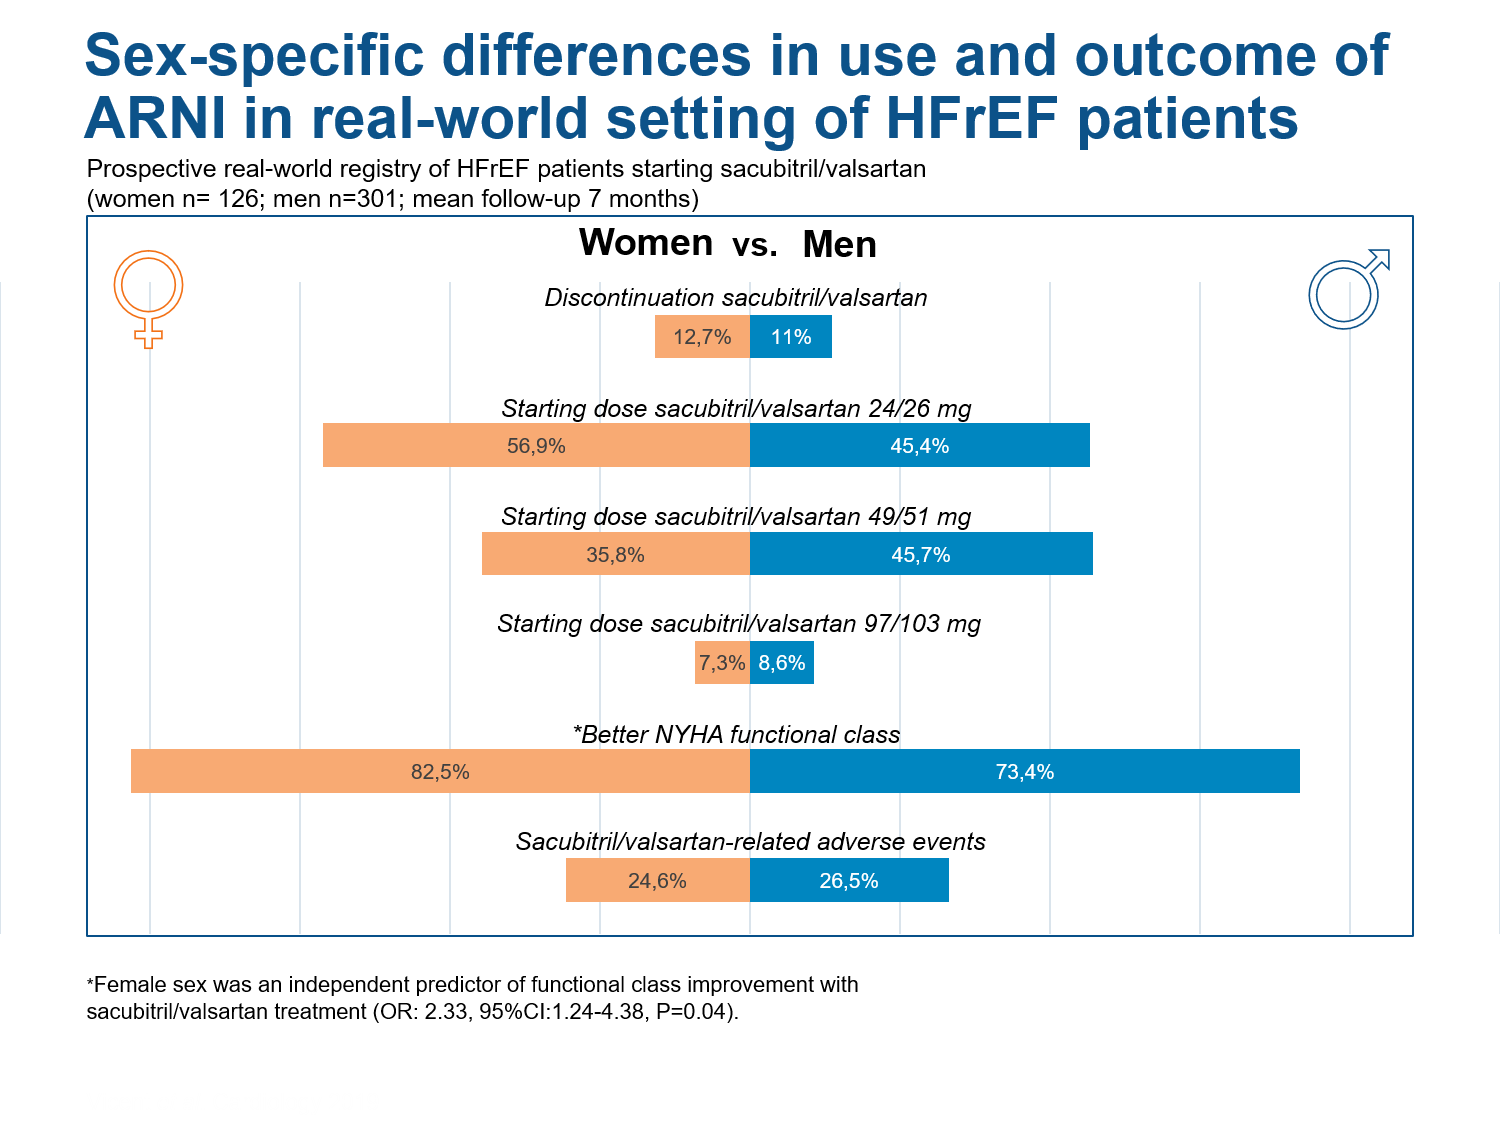 Sex-specific differences in use and outcome of
ARNI in real-world setting of HFrEF patients
Prospective real-world registry of HFrEF patients starting sacubitril/valsartan
(women n= 126; men n=301; mean follow-up 7 months)
Women vs. Men
Discontinuation sacubitril/valsartan
12,7% 11%
Starting dose sacubitril/valsartan 24/26 mg
56,9% 45,4%
Starting dose sacubitril/valsartan 49/51 mg
35,8% 45,7%
Starting dose sacubitril/valsartan 97/103 mg
7,3% 8,6%
*Better NYHA functional class
82,5% 73,4%
Sacubitril/valsartan-related adverse events
24,6% 26,5%
*Female sex was an independent predictor of functional class improvement with
sacubitril/valsartan treatment (OR: 2.33, 95%CI:1.24-4.38, P=0.04).